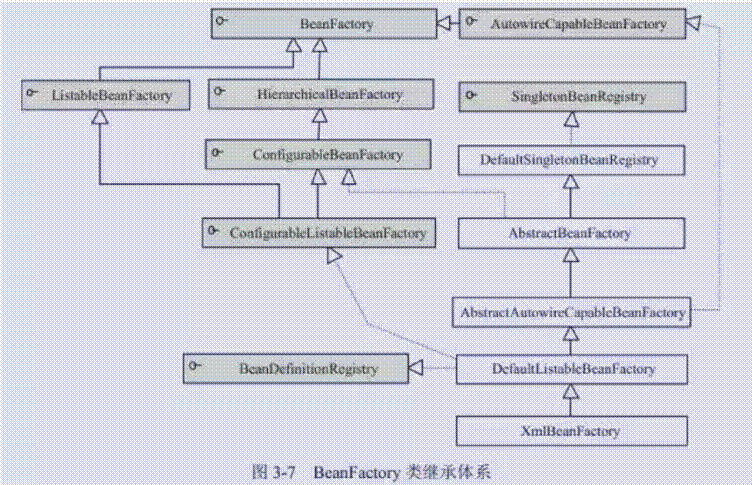 BeanFactory
AutowireCapableBeanFactory
ListableBeanFactory
HierarchicalBeanFactory
SingletonBeanRegistry
ConfigurableBeanFactory
DefaultSingletonBeanRegistry
ConfigurableListableBeanFactory
AbstractBeanFactory
AbstractAutowireCapableBeanFactory
BeanDefinitionRegistry
DefaultListableBeanFactory
XmlBeanFactory
图 3-7 BeanFactory 类继承体系